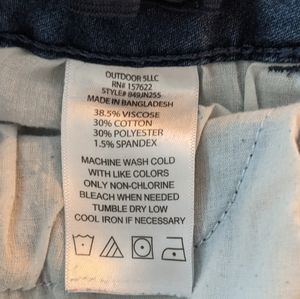 OUTDOOR 5LLC
RN# 157622
STYLE# 849JN255
MADE IN BANGLADESH
38.5% VISCOSE
30% COTTON
30% POLYESTER
1.5% SPANDEX
MACHINE WASH COLD
WITH LIKE COLORS
ONLY NON-CHLORINE
BLEACH WHEN NEEDED
TUMBLE DRY LOW
COOL IRON IF NECESSARY